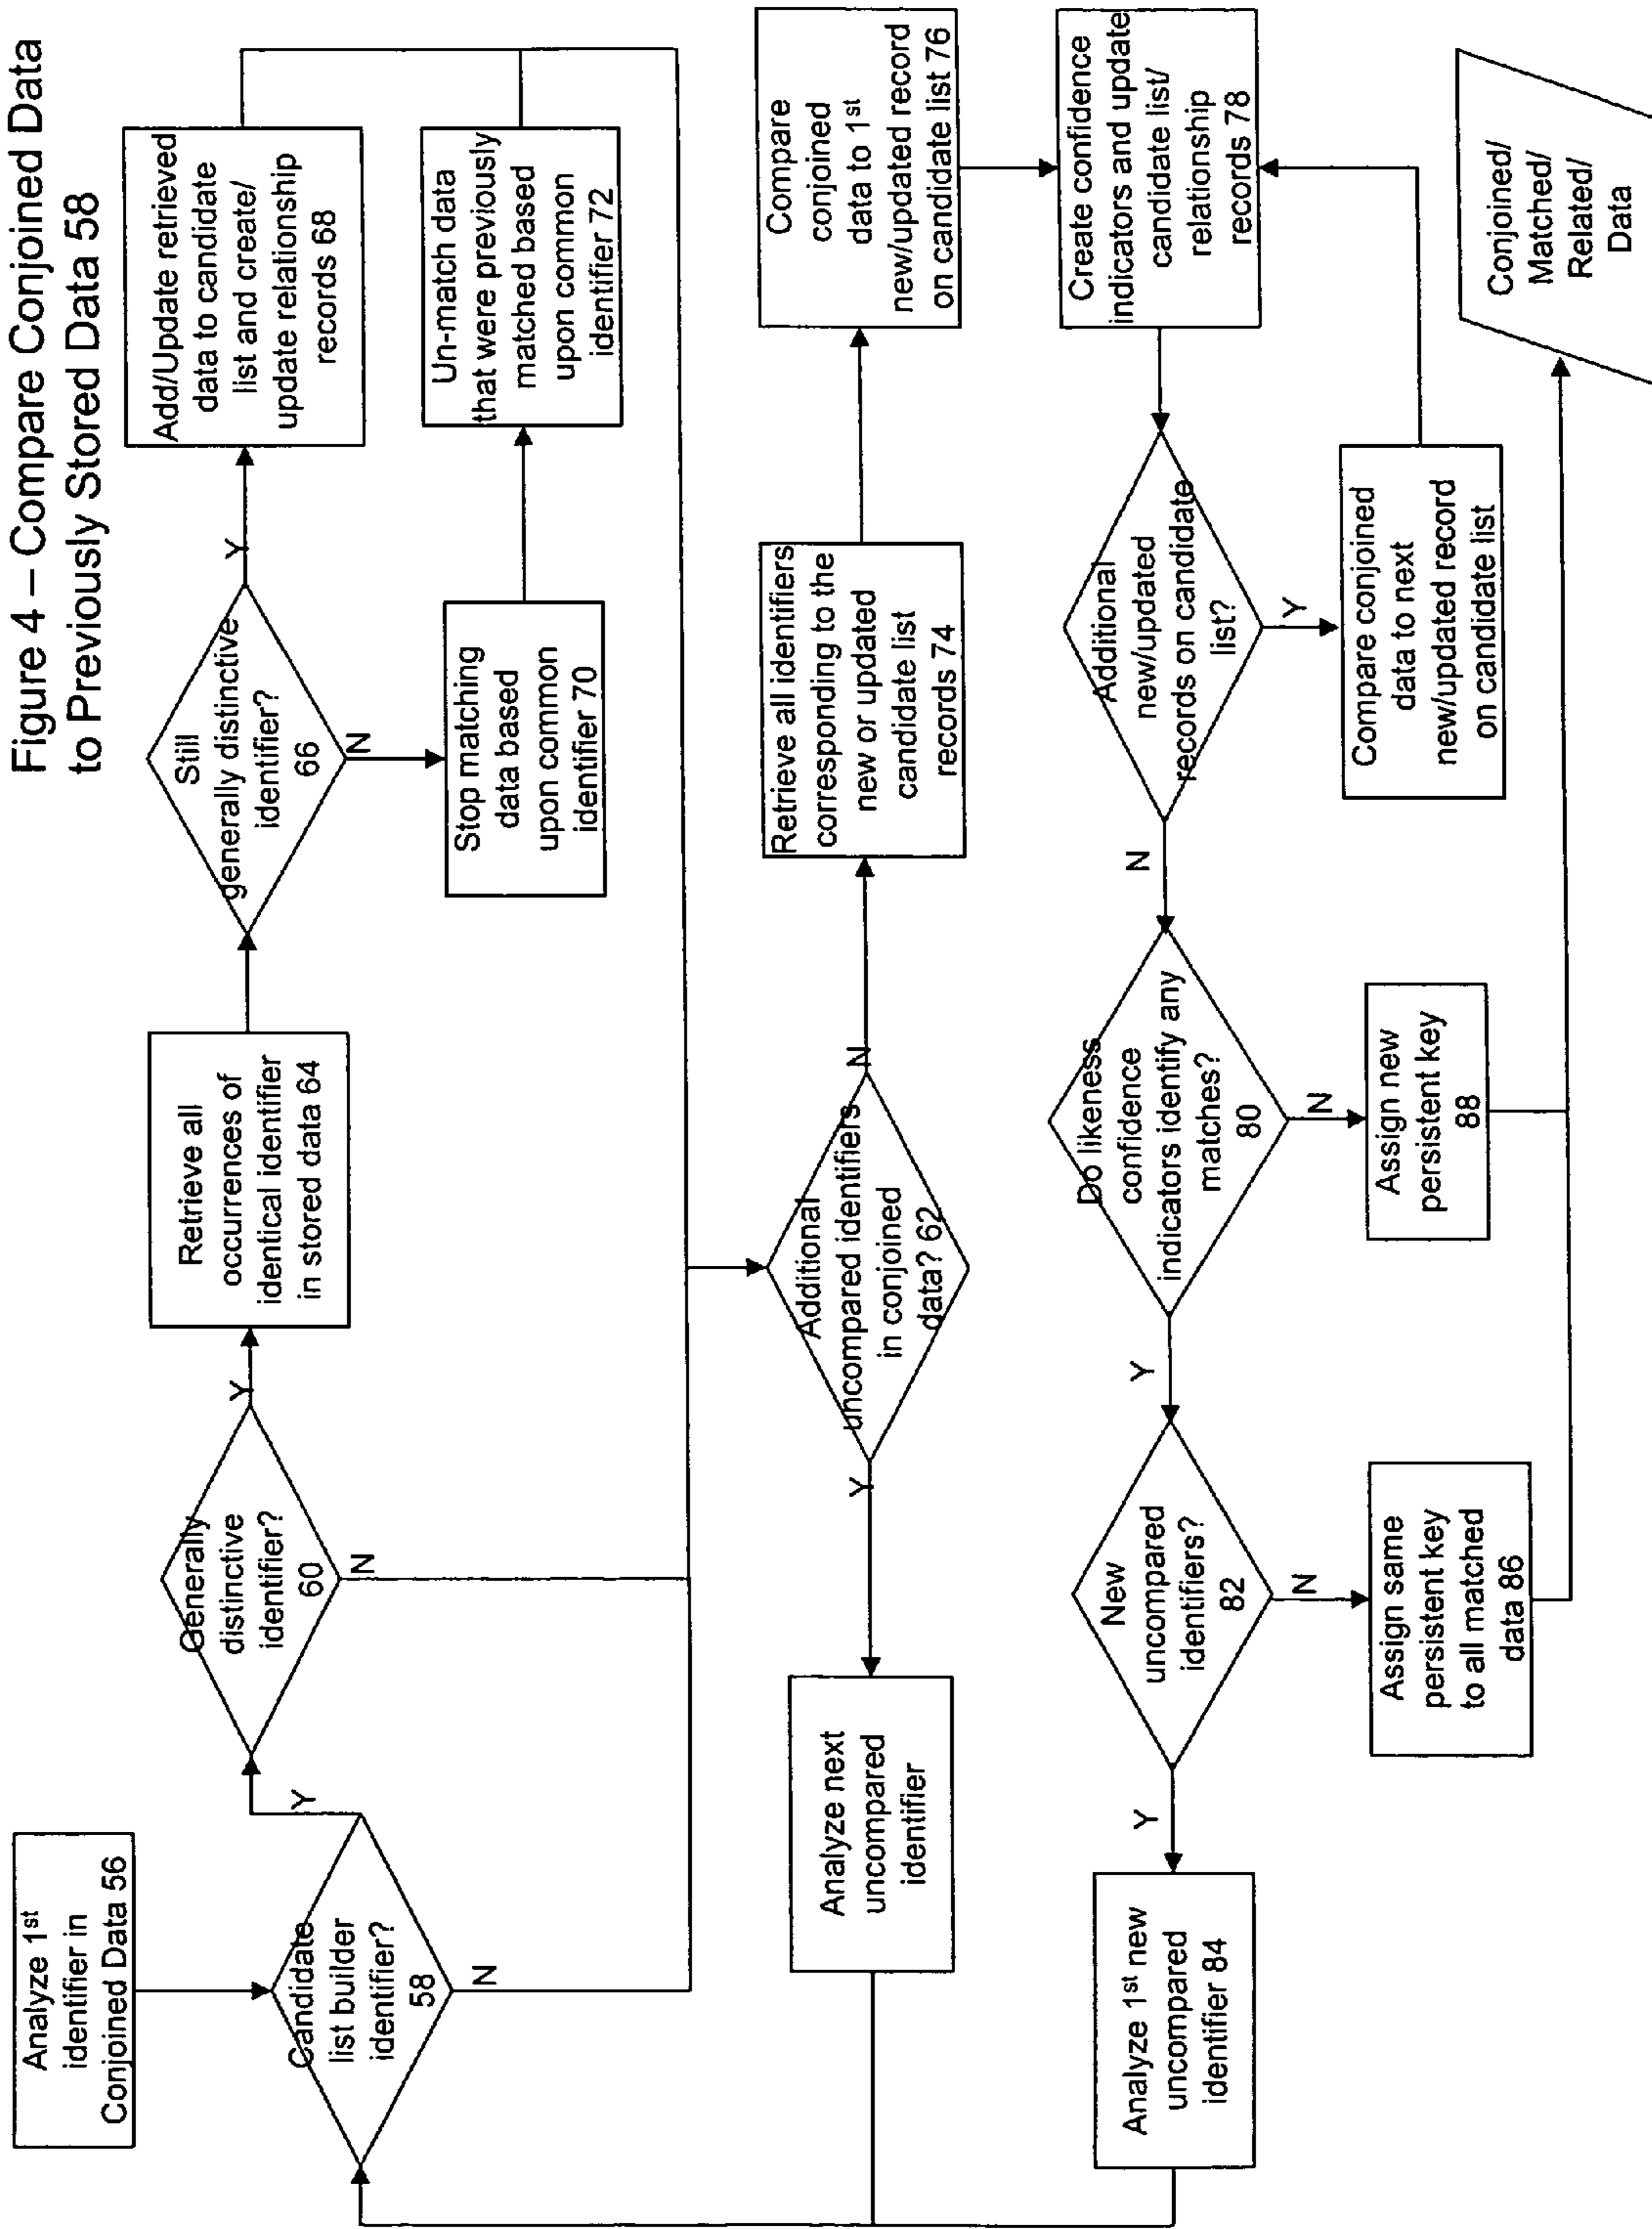 Figure 4 – Compare Conjoined Data
to Previously Stored Data 58
Analyze 1st
identifier in
Conjoined Data 56
Candidate
list builder
identifier?
58
Y
N
Generally
distinctive
identifier?
60
Y
N
Retrieve all
occurrences of
identical identifier
in stored data 64
Still
generally distinctive
identifier?
66
Y
N
Add/Update retrieved
data to candidate
list and create/
update relationship
records 68
Stop matching
data based
upon common
identifier 70
Un-match data
that were previously
matched based
upon common
identifier 72
Analyze next
uncompared
identifier
Y
Additional
uncompared identifiers
in conjoined
data? 62
N
Retrieve all identifiers
corresponding to the
new or updated
candidate list
records 74
Compare
conjoined
data to 1st
new/updated record
on candidate list 76
Create confidence
indicators and update
candidate list/
relationship
records 78
Additional
new/updated
records on candidate
list?
Y
N
Compare conjoined
data to next
new/updated record
on candidate list
Do likeness
confidence
indicators identify any
matches?
80
Y
N
Assign new
persistent key
88
New
uncompared
identifiers?
82
Y
N
Assign same
persistent key
to all matched
data 86
Analyze 1st new
uncompared
identifier 84
Conjoined/
Matched/
Related/
Data